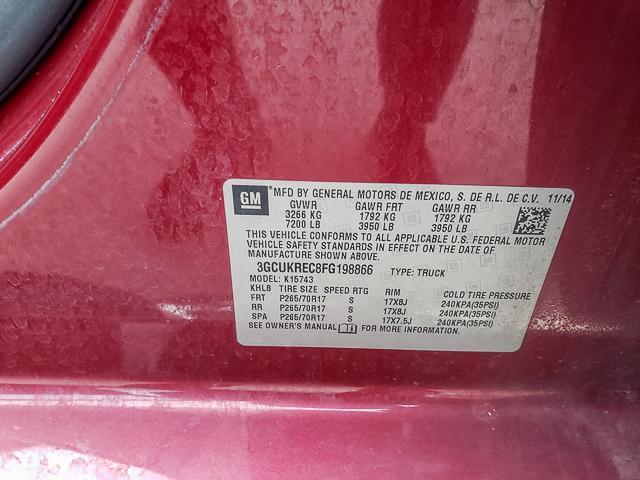 GM ® MFD BY GENERAL MOTORS DE MEXICO, S. DE R.L. DE C.V. 11/14
GVWR GAWR FRT GAWR RR
3266 KG 1792 KG 1792 KG
7200 LB 3950 LB 3950 LB
THIS VEHICLE CONFORMS TO ALL APPLICABLE U.S. FEDERAL MOTOR
VEHICLE SAFETY STANDARDS IN EFFECT ON THE DATE OF
MANUFACTURE SHOWN ABOVE.
3GCUKREC8FG198866 TYPE: TRUCK
MODEL: K15743
KHL8 TIRE SIZE SPEED RTG RIM COLD TIRE PRESSURE
FRT P265/70R17 S 17X8J 240KPA(35PSI)
RR P265/70R17 S 17X8J 240KPA(35PSI)
SPA P265/70R17 S 17X7.5J 240KPA(35PSI)
SEE OWNER'S MANUAL FOR MORE INFORMATION.